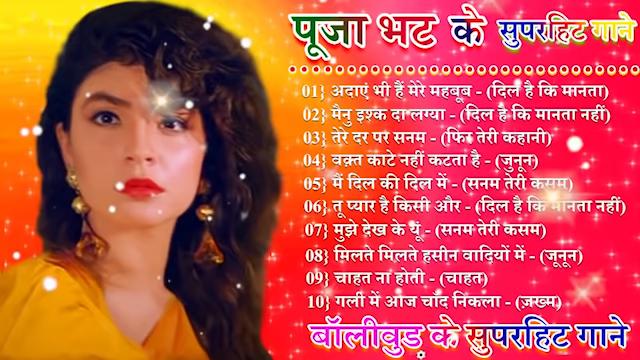 पूजा भट के सुपरहिट गाने
01} अदाएं भी हैं मेरे महबूब - (दिल है कि मानता)
02} मैनु इश्क दा लग्या - (दिल है कि मानता नहीं)
03} तेरे दर पर सनम - (फिर तेरी कहानी)
04} वक़्त काटे नहीं कटता है - (जुनून)
05} मैं दिल की दिल में - (सनम तेरी कसम)
06} तू प्यार है किसी और - (दिल है कि मानता नहीं)
07} मुझे देख के यूं - (सनम तेरी कसम)
08} मिलते मिलते हसीन वादियों में - (जूनून)
09} चाहत ना होती - (चाहत)
10} गली में आज चाँद निकला - (ज़ख्म)
बॉलीवुड के सुपरहिट गाने